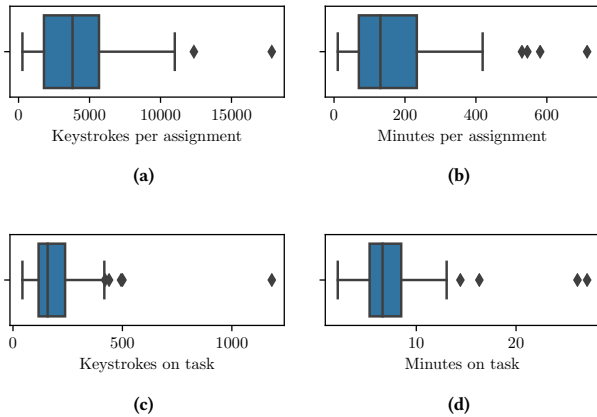 0 5000 10000 15000
Keystrokes per assignment
(a)
0 200 400 600
Minutes per assignment
(b)
0 500 1000
Keystrokes on task
(c)
10 20
Minutes on task
(d)